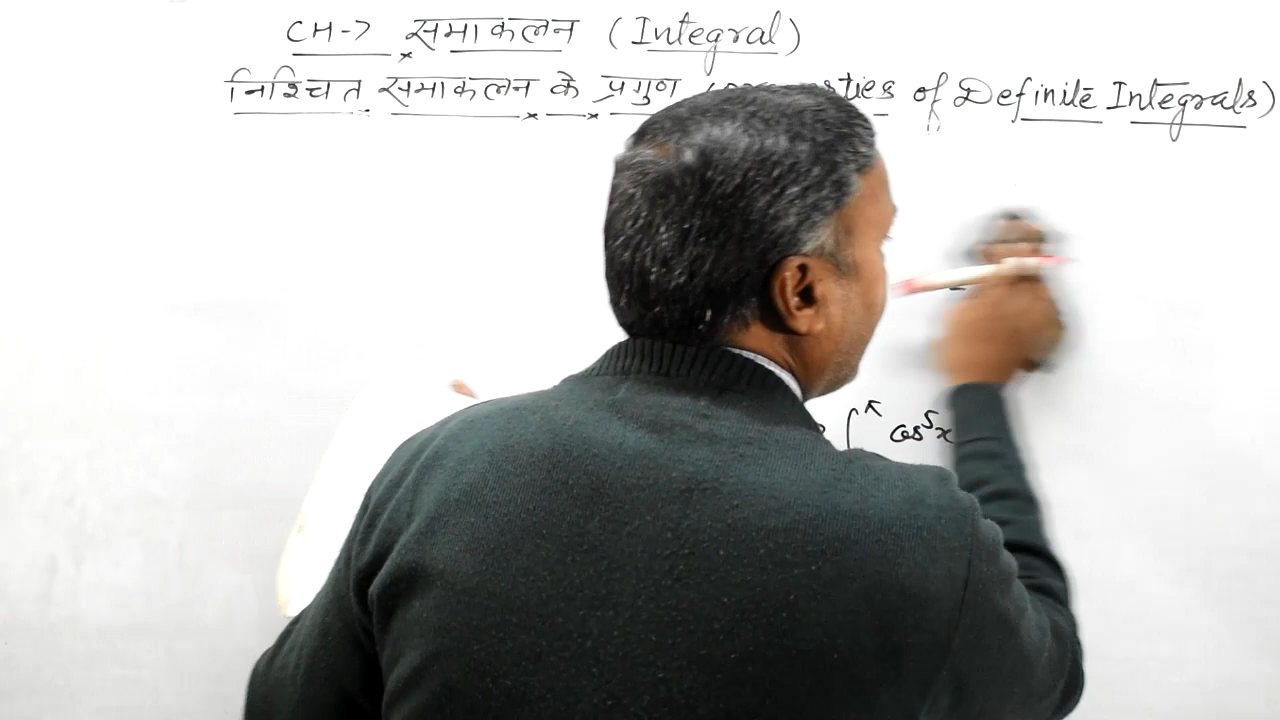 CH-7 समाकलन (Integral)
निश्चित समाकलन के प्रगुण of Definite Integrals)
∫^π cos⁵x